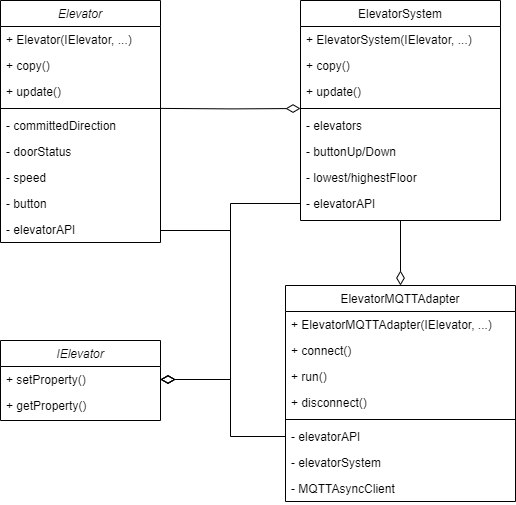 Elevator
+ Elevator(IElevator, ...)
+ copy()
+ update()
- committedDirection
- doorStatus
- speed
- button
- elevatorAPI
ElevatorSystem
+ ElevatorSystem(IElevator, ...)
+ copy()
+ update()
- elevators
- buttonUp/Down
- lowest/highestFloor
- elevatorAPI
IElevator
+ setProperty()
+ getProperty()
ElevatorMQTTAdapter
+ ElevatorMQTTAdapter(IElevator, ...)
+ connect()
+ run()
+ disconnect()
- elevatorAPI
- elevatorSystem
- MQTTAsyncClient